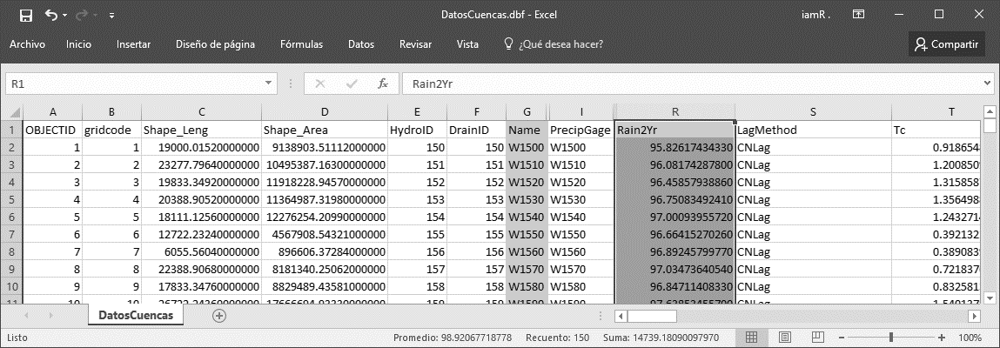 DatosCuencas.dbf - Excel
iamR .
Archivo Inicio Insertar Diseño de página Fórmulas Datos Revisar Vista ¿Qué desea hacer? Compartir
R1 fx Rain2Yr
A B C D E F G I R S T
1 OBJECTID gridcode Shape_Leng Shape_Area HydroID DrainID Name PrecipGage Rain2Yr LagMethod Tc
2 1 1 19000.01520000000 9138903.51112000000 150 150 W1500 W1500 95.82617434330 CNLag 0.918654
3 2 2 23277.79640000000 10495387.16300000000 151 151 W1510 W1510 96.08174287800 CNLag 1.200850
4 3 3 19833.34920000000 11918228.94570000000 152 152 W1520 W1520 96.45857938860 CNLag 1.315858
5 4 4 20388.90520000000 11364987.31980000000 153 153 W1530 W1530 96.75083492410 CNLag 1.356498
6 5 5 18111.12560000000 12276254.20990000000 154 154 W1540 W1540 97.00093955720 CNLag 1.243271
7 6 6 12722.23240000000 4567908.54321000000 155 155 W1550 W1550 96.66415270260 CNLag 0.392132
8 7 7 6055.56040000000 896606.37284000000 156 156 W1560 W1560 96.89245799770 CNLag 0.389083
9 8 8 22388.90680000000 8181340.25062000000 157 157 W1570 W1570 97.03473640540 CNLag 0.721837
10 9 9 17833.34760000000 8829489.43581000000 158 158 W1580 W1580 96.84711408330 CNLag 0.832581
11 10 10 159 159 W1590 W1590 CNLag
DatosCuencas
Listo Promedio: 98.92067718778 Recuento: 150 Suma: 14739.18090097970 100%